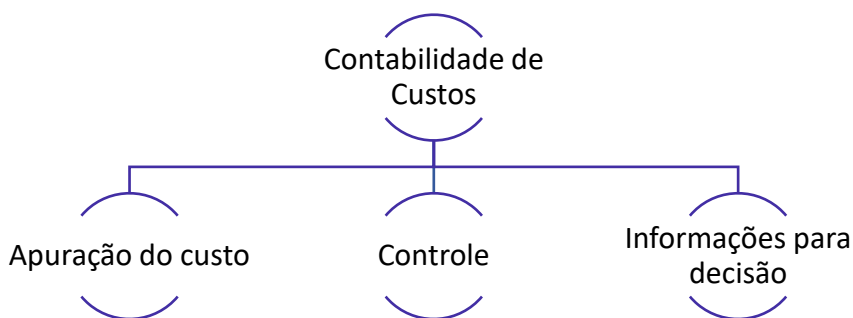 Contabilidade de
Custos
Apuração do custo
Controle
Informações para
decisão